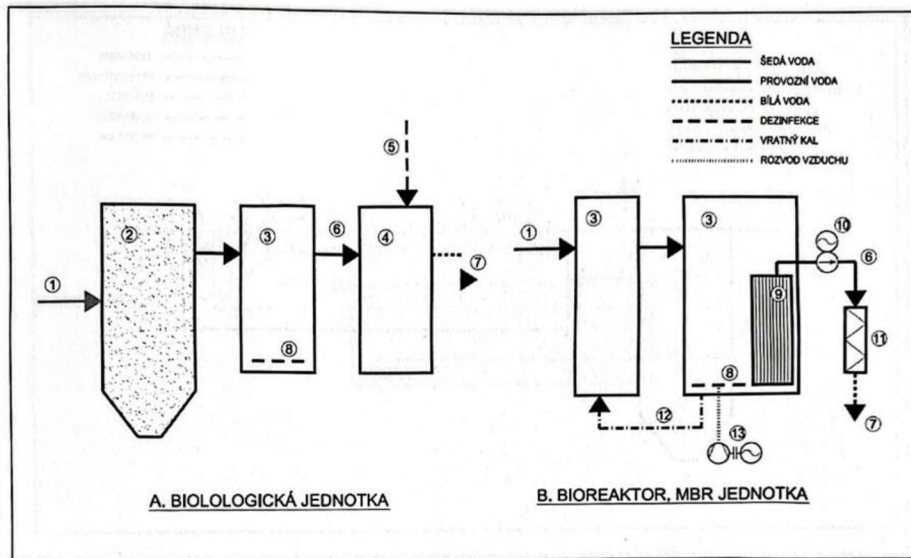 LEGENDA
ŠEDÁ VODA
PROVOZNÍ VODA
BÍLÁ VODA
DEZINFEKCE
VRATNÝ KAL
ROZVOD VZDUCHU
①
②
③
⑥
⑤
④
⑦
⑧
①
③
③
⑨
⑩
⑥
⑪
⑦
⑧
⑫
⑬
A. BIOLOLOGICKÁ JEDNOTKA
B. BIOREAKTOR, MBR JEDNOTKA